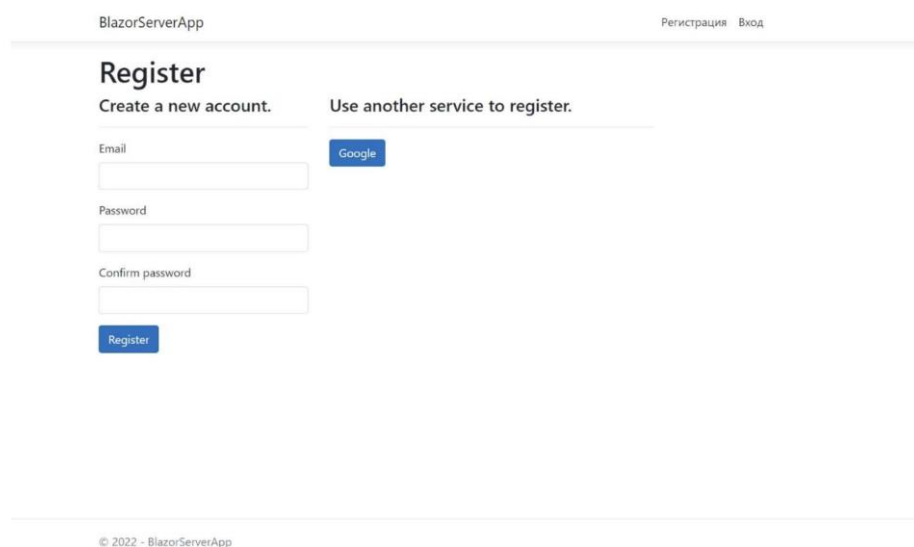 BlazorServerApp Регистрация Вход
Register
Create a new account. Use another service to register.
Email
Google
Password
Confirm password
Register
© 2022 - BlazorServerApp